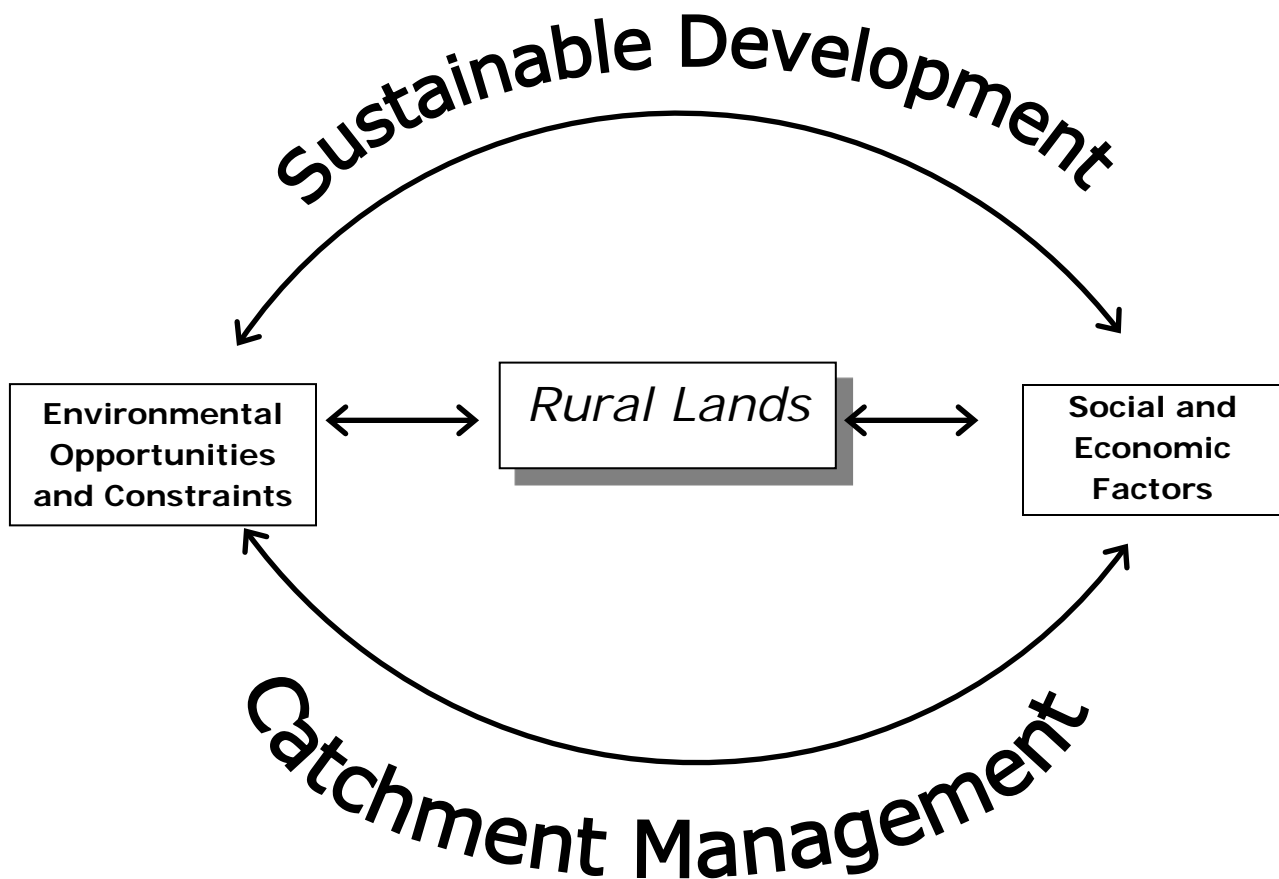 Sustainable Development
Environmental
Opportunities
and Constraints
Rural Lands
Social and
Economic
Factors
Catchment Management